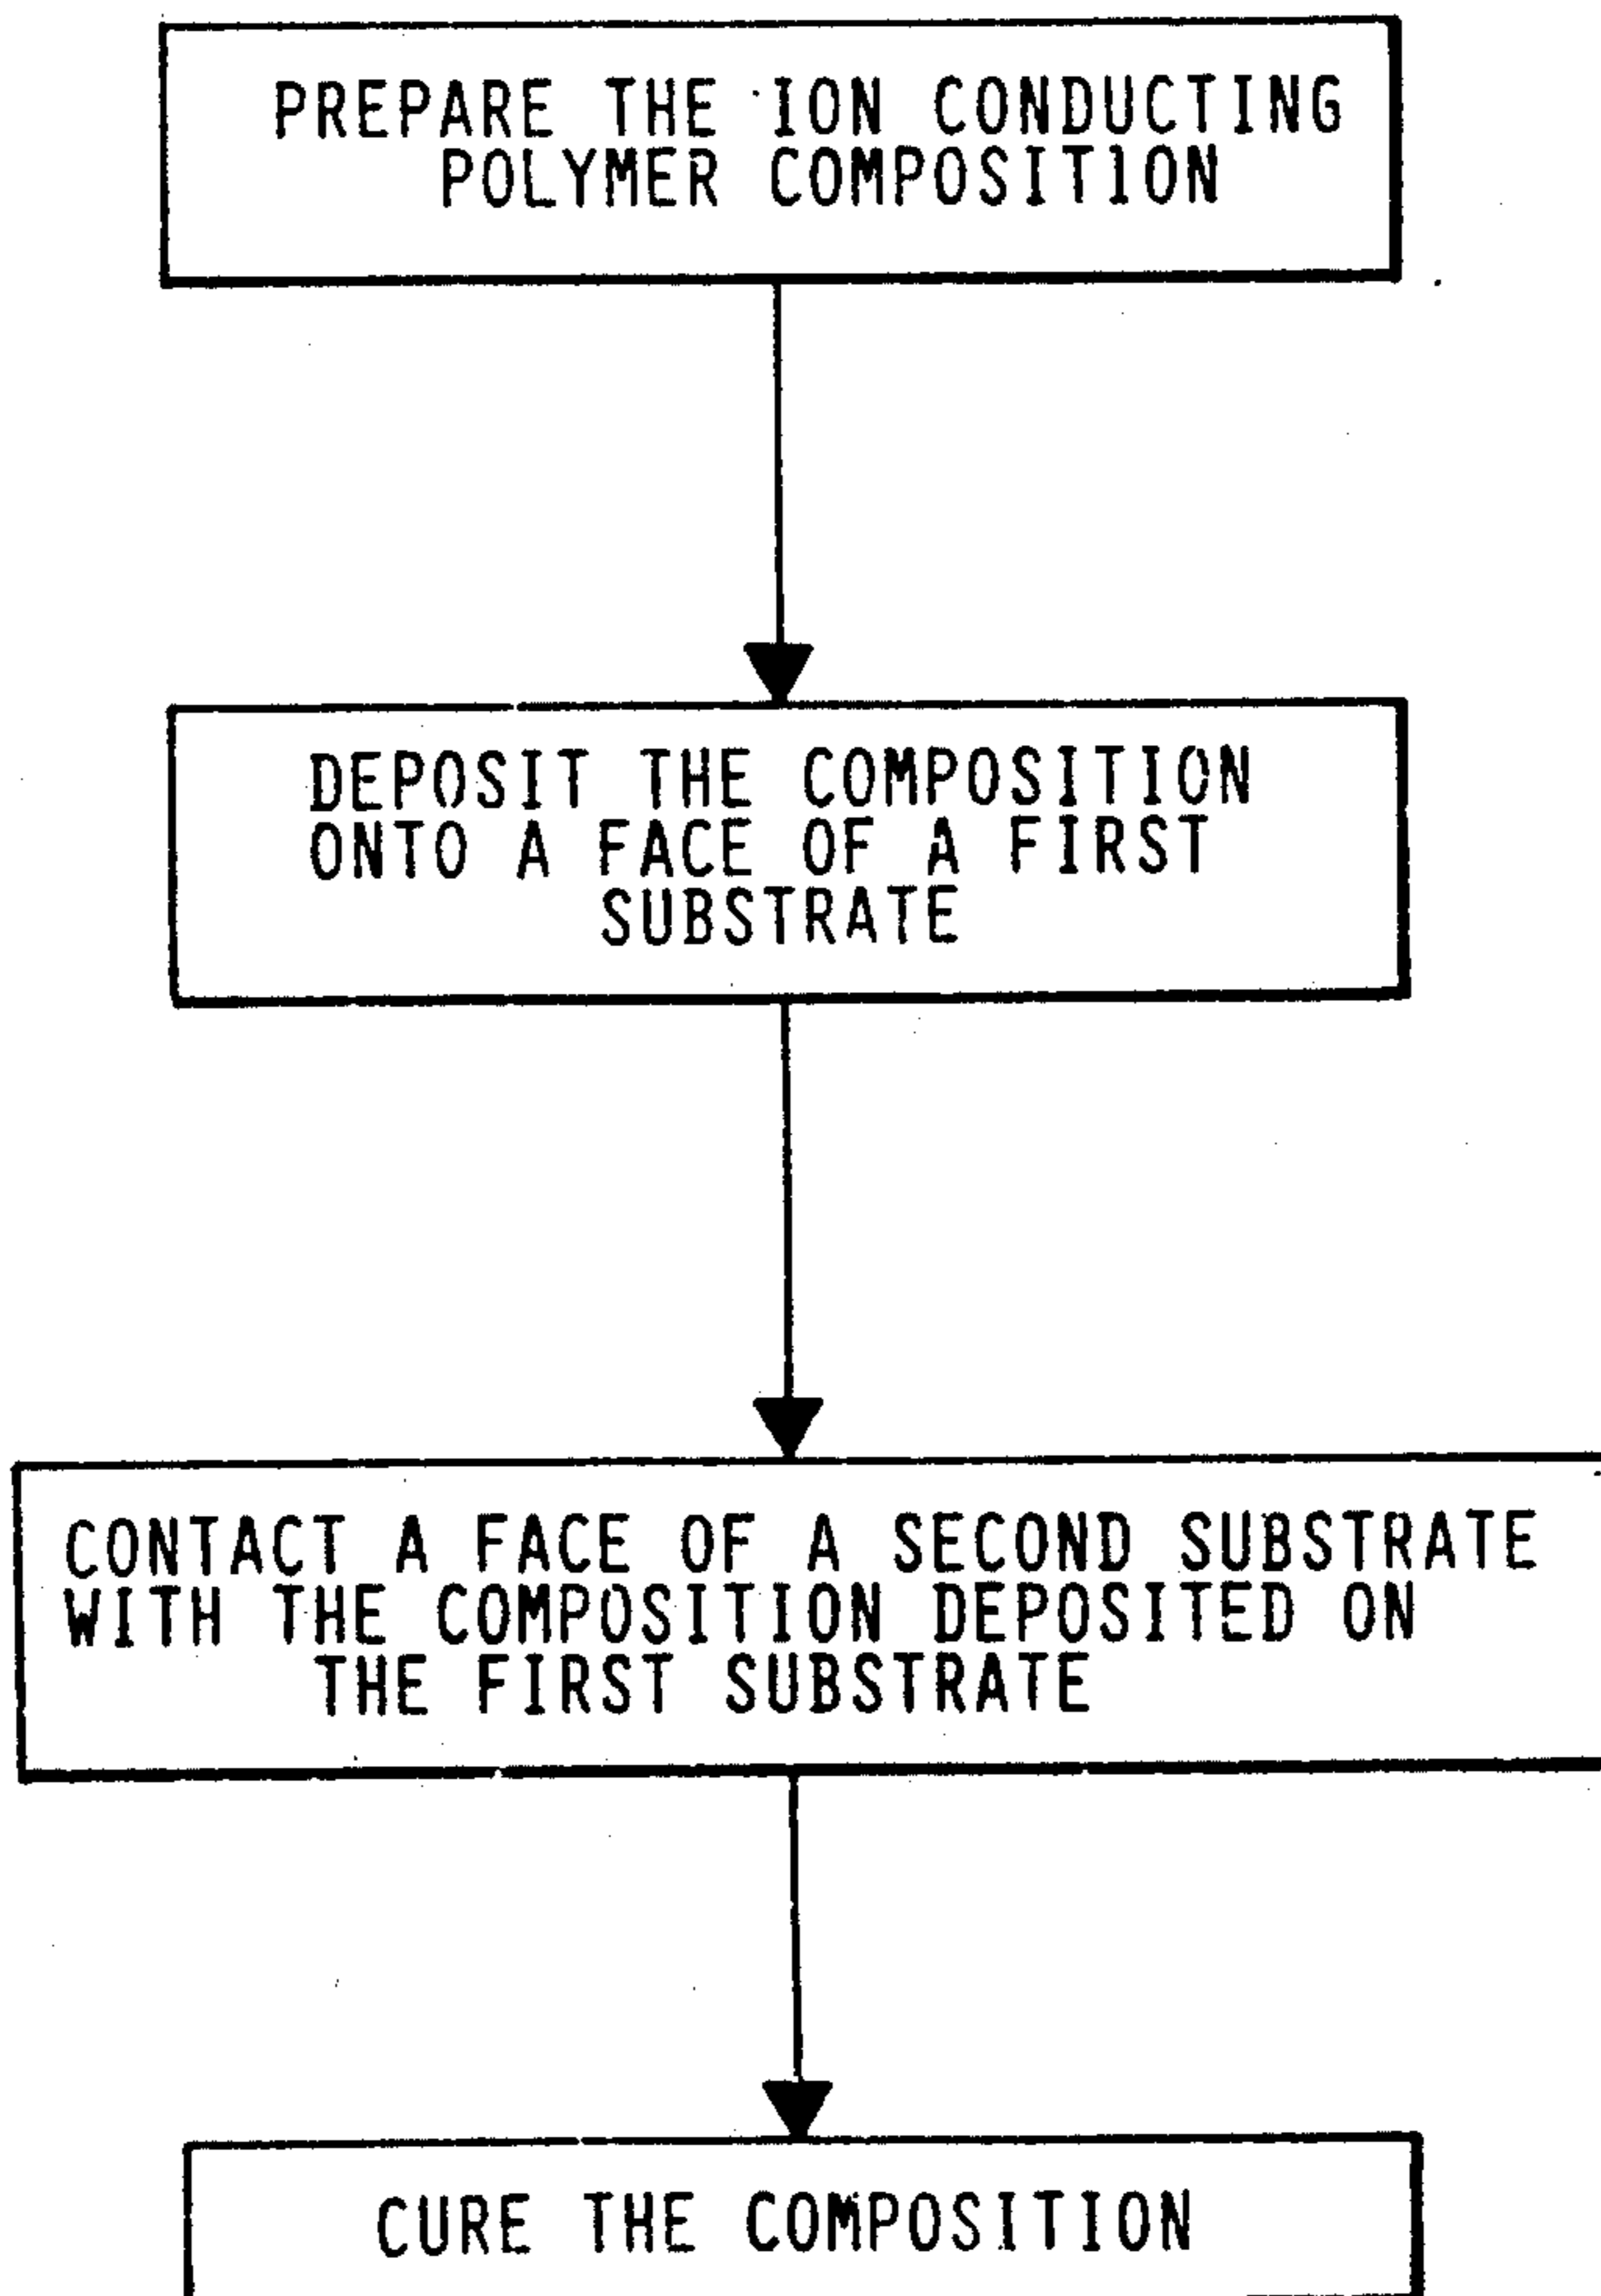 PREPARE THE ION CONDUCTING
POLYMER COMPOSITION
DEPOSIT THE COMPOSITION
ONTO A FACE OF A FIRST
SUBSTRATE
CONTACT A FACE OF A SECOND SUBSTRATE
WITH THE COMPOSITION DEPOSITED ON
THE FIRST SUBSTRATE
CURE THE COMPOSITION